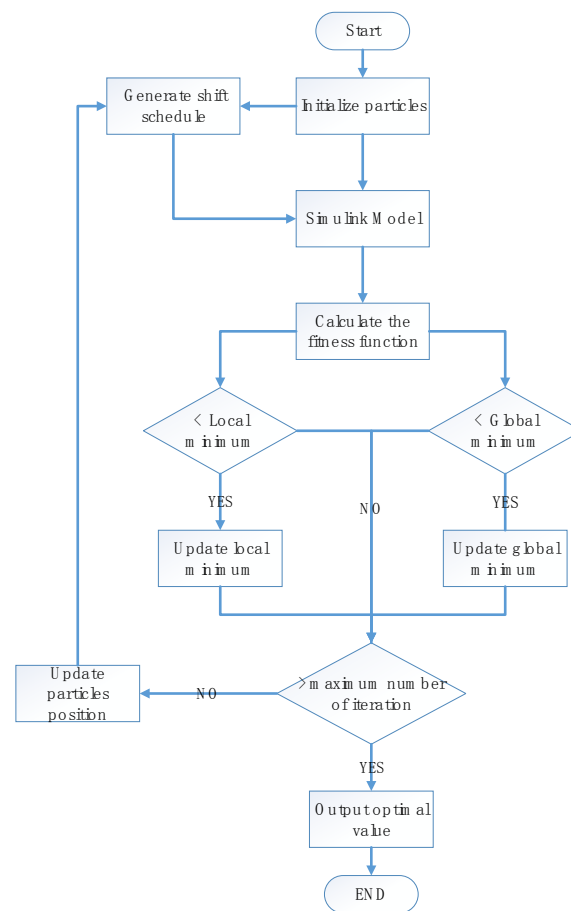 Start
Generate shift
schedule
Initialize particles
Simulink Model
Calculate the
fitness function
< Local
minimum
< Global
minimum
YES
NO
YES
Update local
minimum
Update global
minimum
Update
particles
position
NO
>maximum number
of iteration
YES
Output optimal
value
END